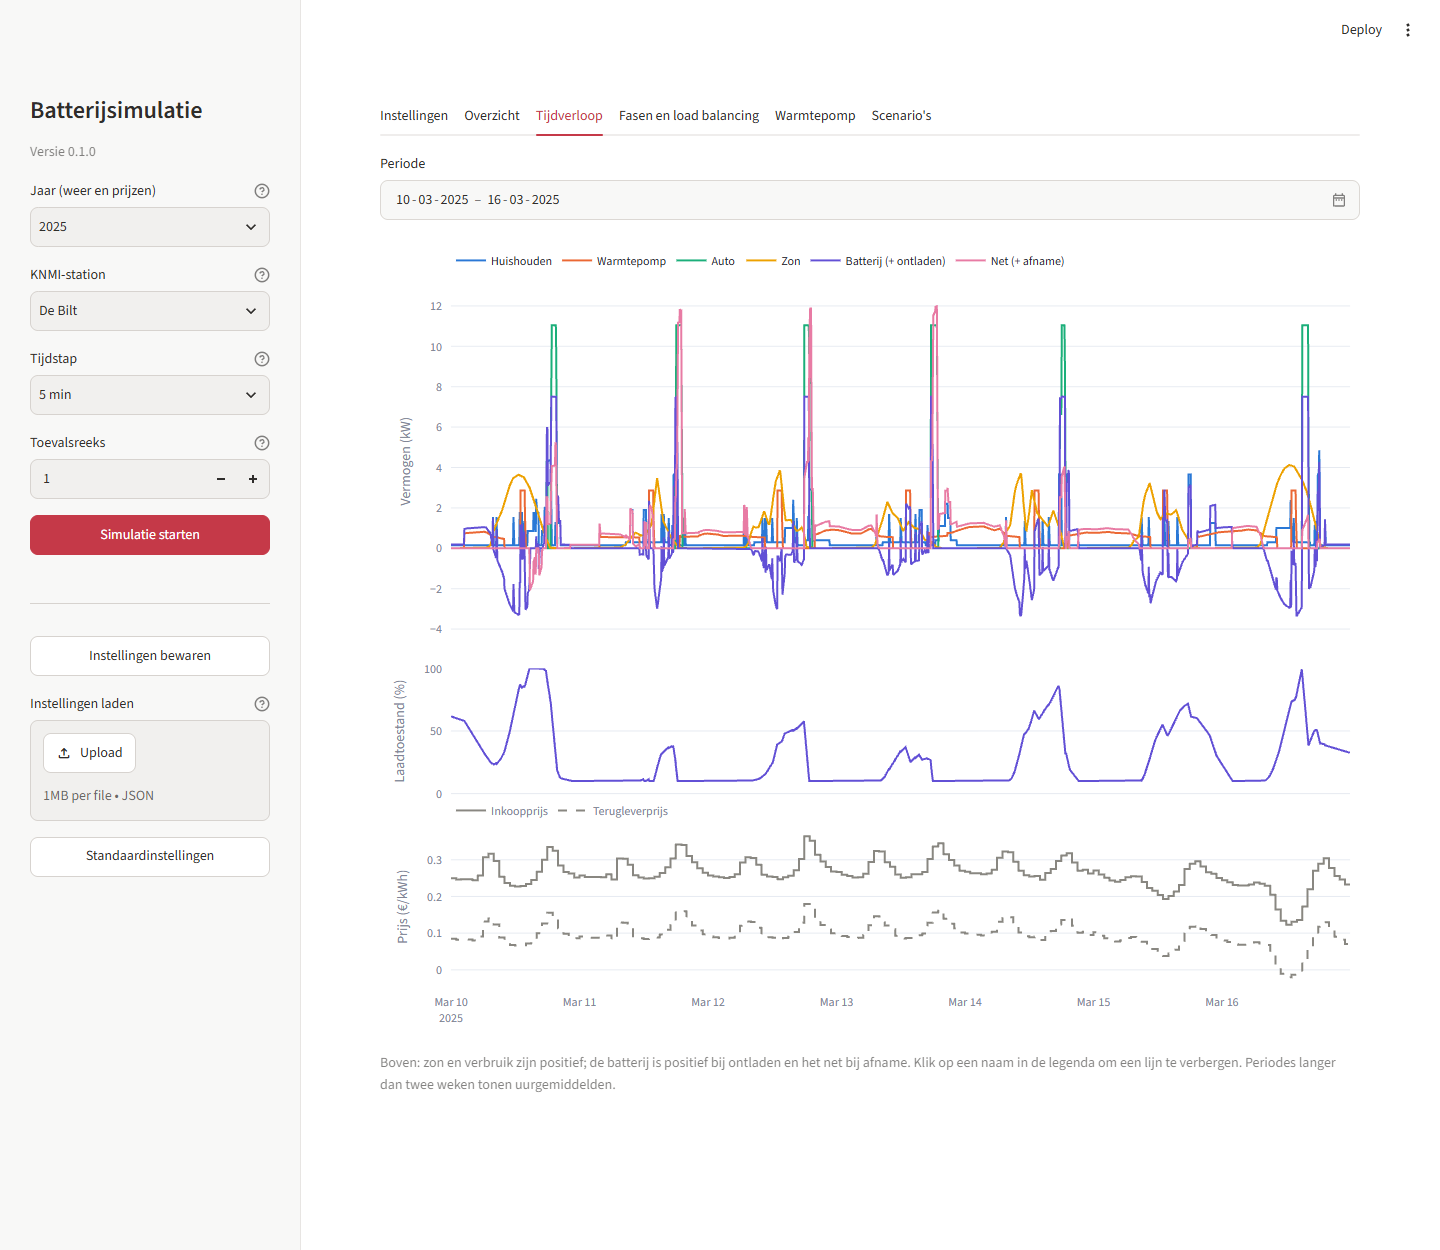 Deploy
Batterijsimulatie
Versie 0.1.0
Jaar (weer en prijzen)
2025
KNMI-station
De Bilt
Tijdstap
5 min
Toevalsreeks
1
Simulatie starten
Instellingen bewaren
Instellingen laden
Upload
1MB per file • JSON
Standaardinstellingen
Instellingen Overzicht Tijdverloop Fasen en load balancing Warmtepomp Scenario's
Periode
10-03-2025 – 16-03-2025
Huishouden Warmtepomp Auto Zon Batterij (+ ontladen) Net (+ afname)
Vermogen (kW)
12
10
8
6
4
2
0
−2
−4
Laadtoestand (%)
100
50
0
Inkoopprijs Terugleverprijs
Prijs (€/kWh)
0.3
0.2
0.1
0
Mar 10 Mar 11 Mar 12 Mar 13 Mar 14 Mar 15 Mar 16
2025
Boven: zon en verbruik zijn positief; de batterij is positief bij ontladen en het net bij afname. Klik op een naam in de legenda om een lijn te verbergen. Periodes langer
dan twee weken tonen uurgemiddelden.